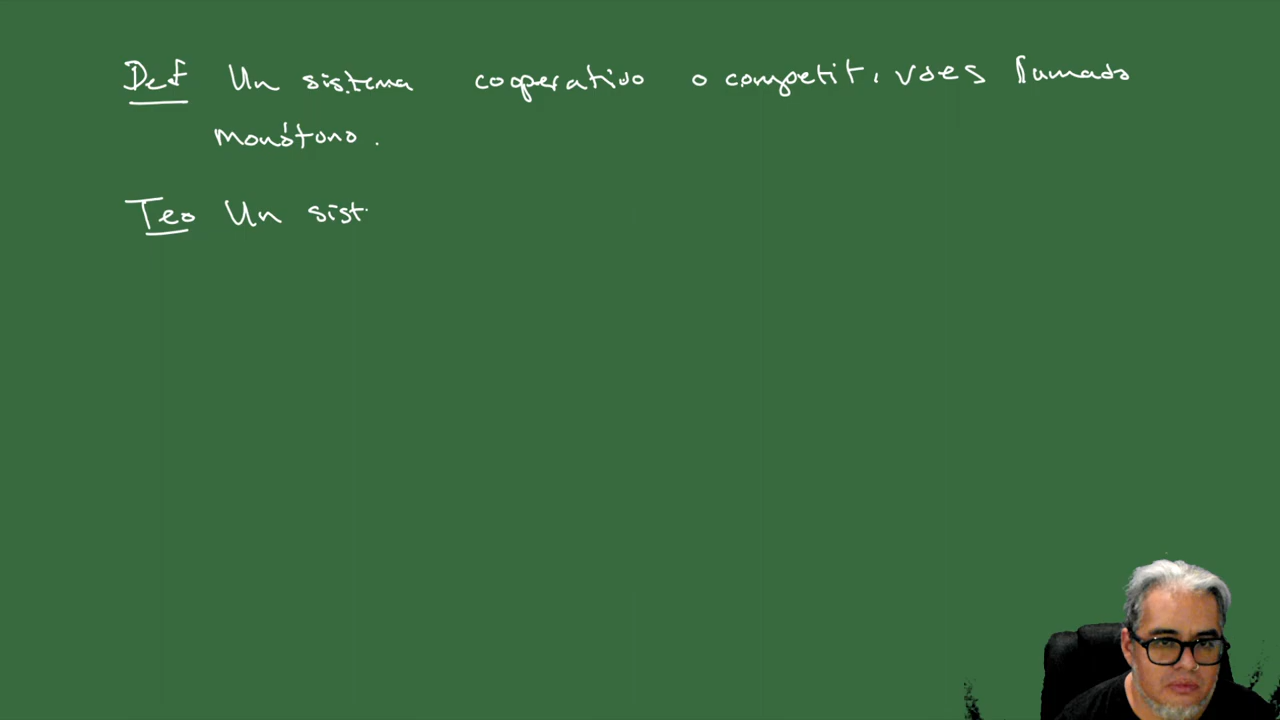 Def Un sistema cooperativo o competitivo es llamado
monótono.
Teo Un sist